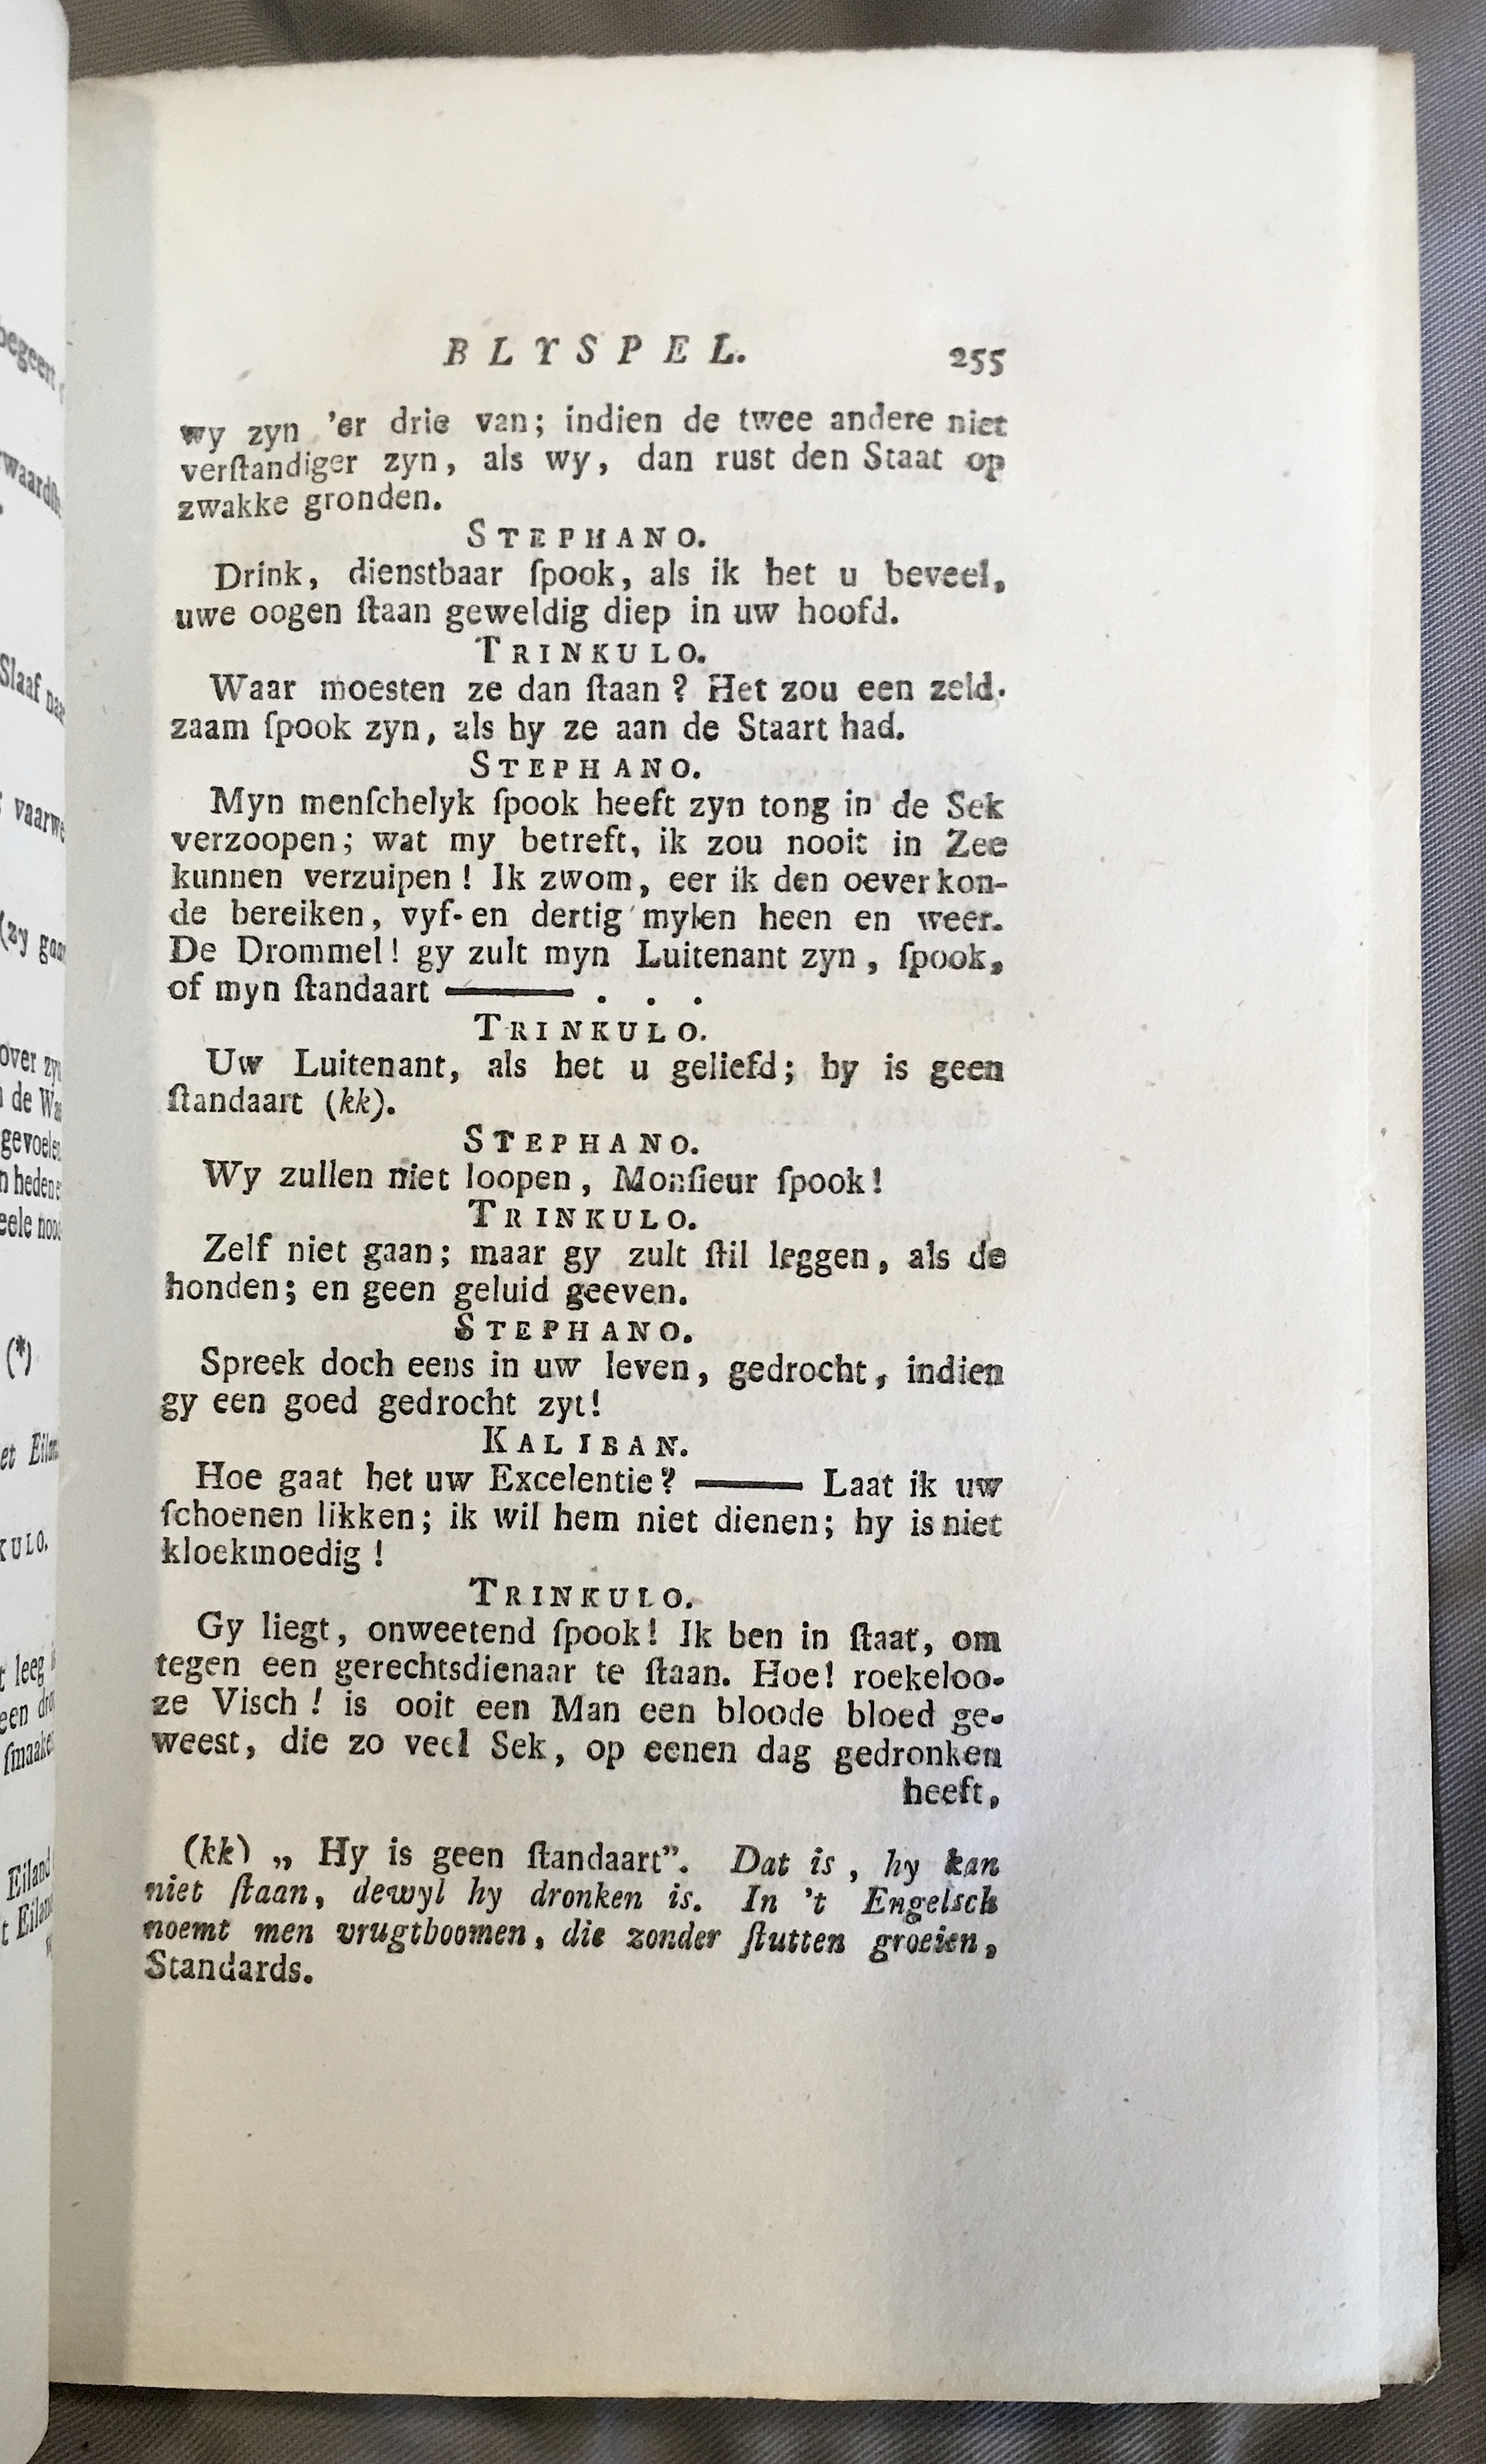 BLYSPEL. 255
wy zyn 'er drie van; indien de twee andere niet
verſtandiger zyn, als wy, dan rust den Staat op
zwakke gronden.
STEPHANO.
Drink, dienstbaar ſpook, als ik het u beveel,
uwe oogen ſtaan geweldig diep in uw hoofd.
TRINKULO.
Waar moesten ze dan ſtaan? Het zou een zeld-
zaam ſpook zyn, als hy ze aan de Staart had.
STEPHANO.
Myn menſchelyk ſpook heeft zyn tong in de Sek
verzoopen; wat my betreft, ik zou nooit in Zee
kunnen verzuipen! Ik zwom, eer ik den oever kon-
de bereiken, vyf-en dertig mylen heen en weer.
De Drommel! gy zult myn Luitenant zyn, ſpook,
of myn ſtandaart ——— . . .
TRINKULO.
Uw Luitenant, als het u geliefd; hy is geen
ſtandaart (kk).
STEPHANO.
Wy zullen niet loopen, Monſieur ſpook!
TRINKULO.
Zelf niet gaan; maar gy zult ſtil leggen, als de
honden; en geen geluid geeven.
STEPHANO.
Spreek doch eens in uw leven, gedrocht, indien
gy een goed gedrocht zyt!
KALIBAN.
Hoe gaat het uw Excelentie? ——— Laat ik uw
ſchoenen likken; ik wil hem niet dienen; hy is niet
kloekmoedig!
TRINKULO.
Gy liegt, onweetend ſpook! Ik ben in ſtaat, om
tegen een gerechtsdienaar te ſtaan. Hoe! roekeloo-
ze Visch! is ooit een Man een bloode bloed ge-
weest, die zo veel Sek, op eenen dag gedronken
heeft,
(kk) „ Hy is geen ſtandaart”. Dat is, hy kan
niet ſtaan, dewyl hy dronken is. In 't Engelsch
noemt men vrugtboomen, die zonder ſtutten groeien,
Standards.